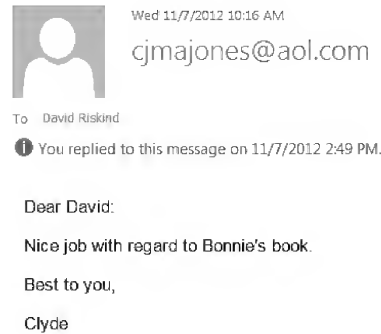 Wed 11/7/2012 10:16 AM
cjmajones@aol.com
To David Riskind
You replied to this message on 11/7/2012 2:49 PM.
Dear David:
Nice job with regard to Bonnie's book.
Best to you,
Clyde